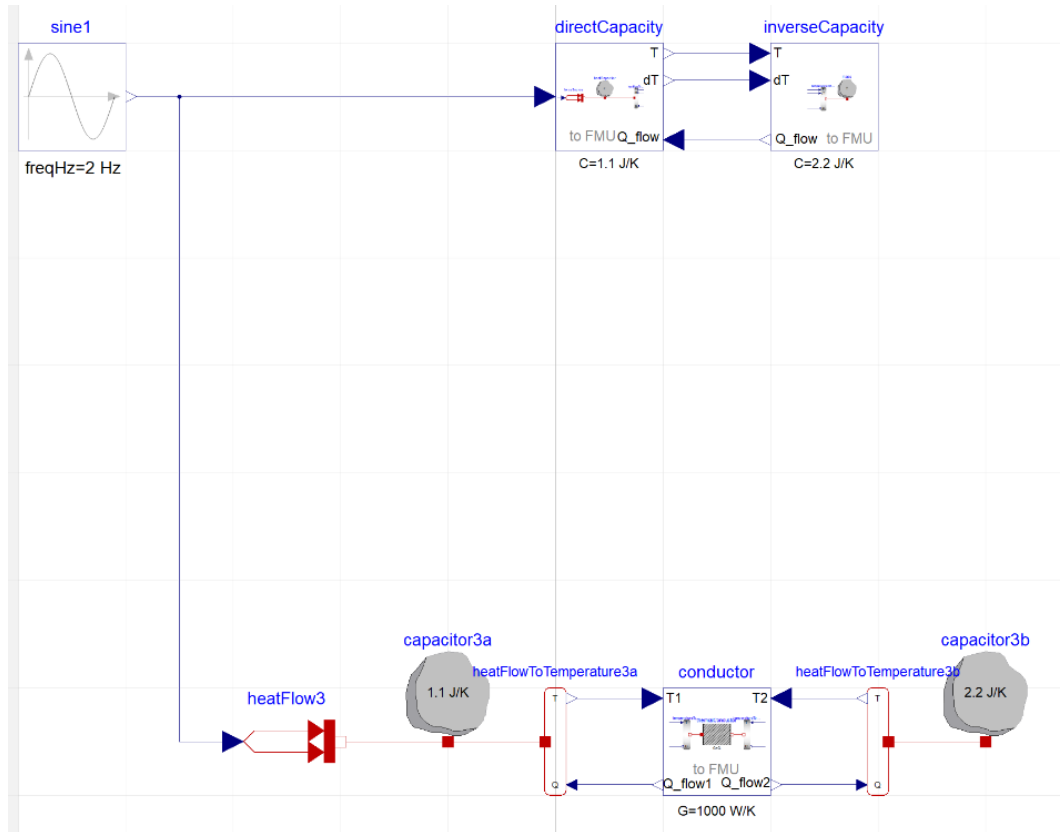 sine1
freqHz=2 Hz
directCapacity
T
dT
to FMU Q_flow
C=1.1 J/K
inverseCapacity
T
dT
Q_flow to FMU
C=2.2 J/K
heatFlow3
capacitor3a
1.1 J/K
heatFlowToTemperature3a
T
Q
conductor
T1 T2
to FMU
Q_flow1 Q_flow2
G=1000 W/K
heatFlowToTemperature3b
T
Q
capacitor3b
2.2 J/K